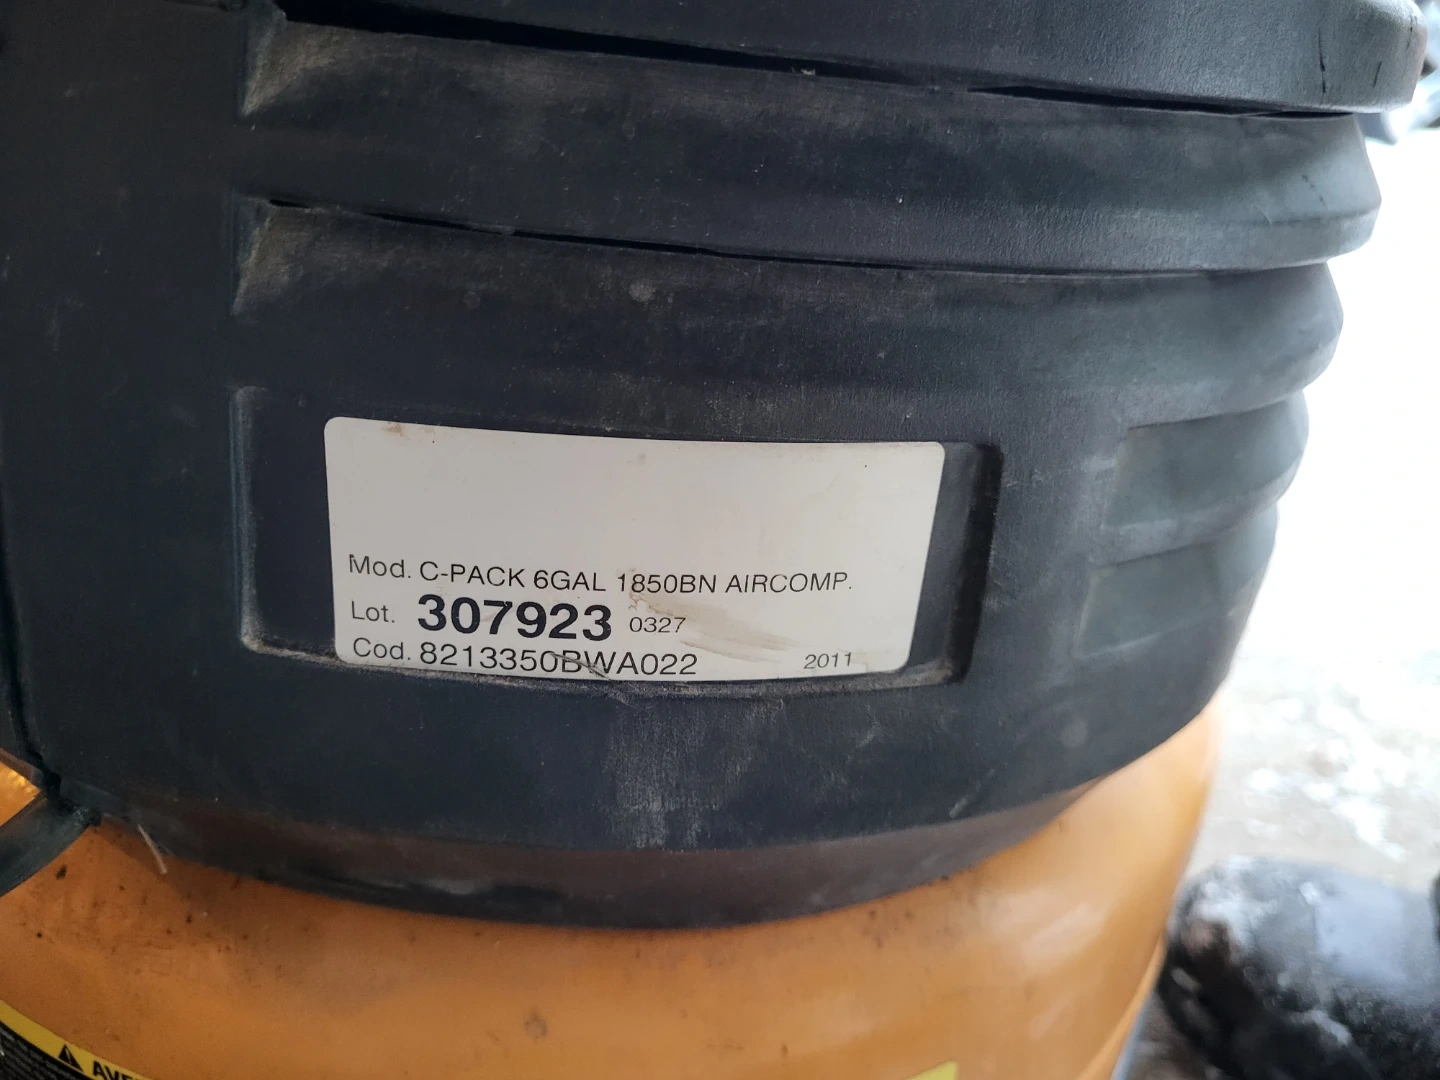 Mod. C-PACK 6GAL 1850BN AIRCOMP.
Lot. 307923 0327
Cod. 8213350BWA022 2011